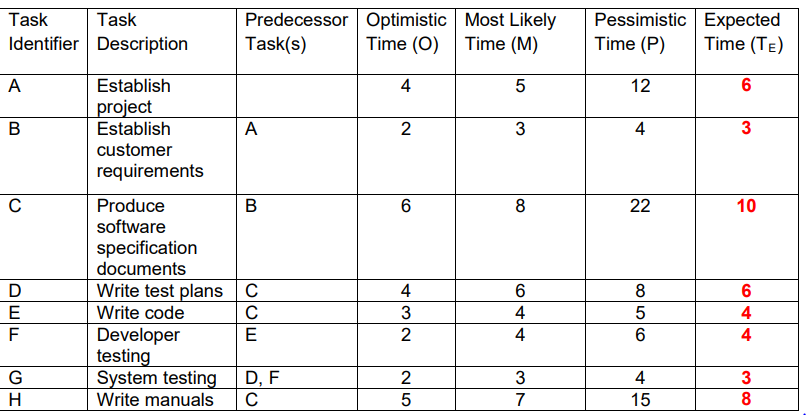 Task Task Predecessor Optimistic Most Likely Pessimistic Expected
Identifier Description Task(s) Time (O) Time (M) Time (P) Time (TE)
A Establish 4 5 12 6
project
B Establish A 2 3 4 3
customer
requirements
C Produce B 6 8 22 10
software
specification
documents
D Write test plans C 4 6 8 6
E Write code C 3 4 5 4
F Developer E 2 4 6 4
testing
G System testing D, F 2 3 4 3
H Write manuals C 5 7 15 8